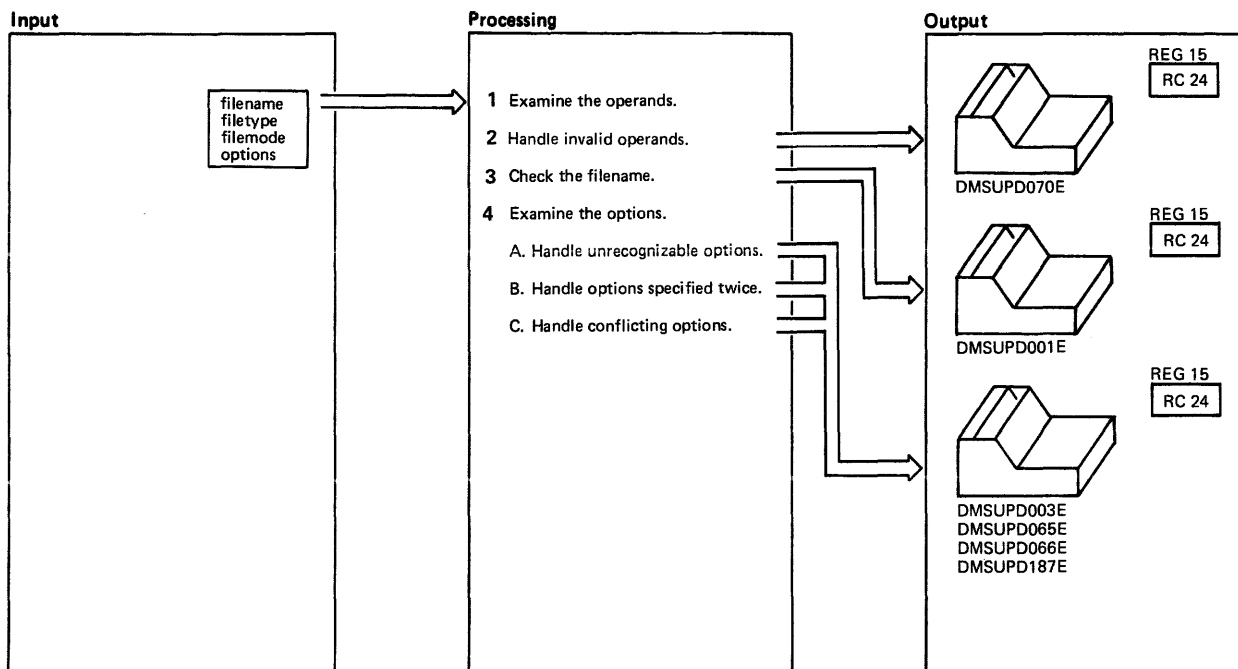 Input
filename
filetype
filemode
options
Processing
1 Examine the operands.
2 Handle invalid operands.
3 Check the filename.
4 Examine the options.
A. Handle unrecognizable options.
B. Handle options specified twice.
C. Handle conflicting options.
Output
REG 15
RC 24
DMSUPD070E
REG 15
RC 24
DMSUPD001E
REG 15
RC 24
DMSUPD003E
DMSUPD065E
DMSUPD066E
DMSUPD187E